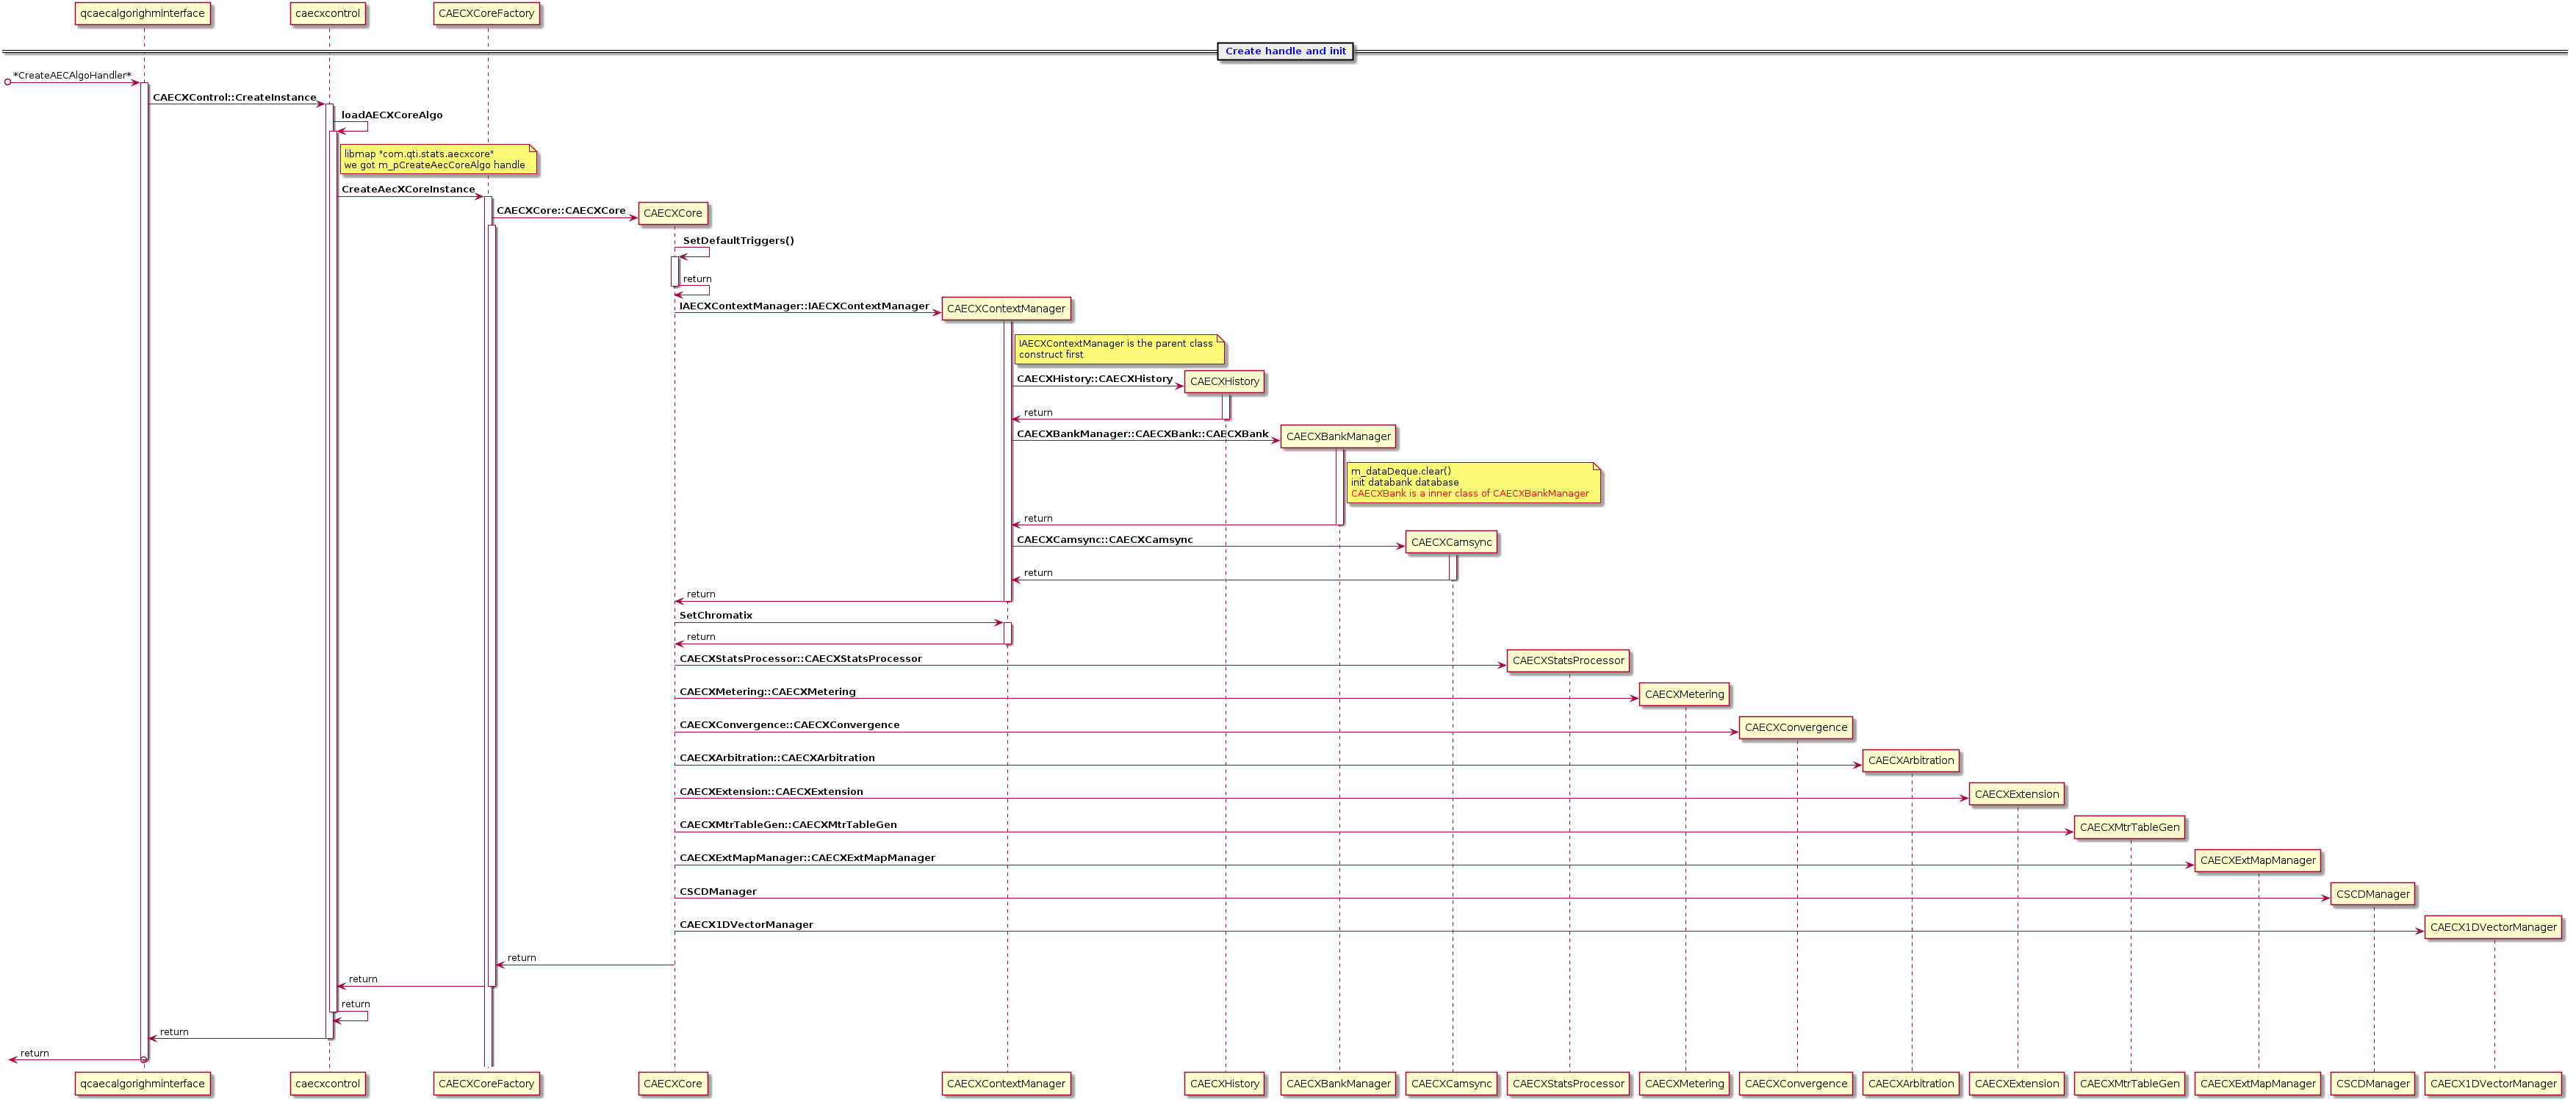 qcaecalgorighminterface
caecxcontrol
CAECXCoreFactory
Create handle and init
*CreateAECAlgoHandler*
CAECXControl::CreateInstance
loadAECXCoreAlgo
libmap "com.qti.stats.aecxcore"
we got m_pCreateAecCoreAlgo handle
CreateAecXCoreInstance
CAECXCore::CAECXCore
CAECXCore
SetDefaultTriggers()
return
IAECXContextManager::IAECXContextManager
CAECXContextManager
IAECXContextManager is the parent class
construct first
CAECXHistory::CAECXHistory
CAECXHistory
return
CAECXBankManager::CAECXBank::CAECXBank
CAECXBankManager
m_dataDeque.clear()
init databank database
CAECXBank is a inner class of CAECXBankManager
return
CAECXCamsync::CAECXCamsync
CAECXCamsync
return
return
SetChromatix
return
CAECXStatsProcessor::CAECXStatsProcessor
CAECXStatsProcessor
CAECXMetering::CAECXMetering
CAECXMetering
CAECXConvergence::CAECXConvergence
CAECXConvergence
CAECXArbitration::CAECXArbitration
CAECXArbitration
CAECXExtension::CAECXExtension
CAECXExtension
CAECXMtrTableGen::CAECXMtrTableGen
CAECXMtrTableGen
CAECXExtMapManager::CAECXExtMapManager
CAECXExtMapManager
CSCDManager
CSCDManager
CAECX1DVectorManager
CAECX1DVectorManager
return
return
return
return
return
qcaecalgorighminterface
caecxcontrol
CAECXCoreFactory
CAECXCore
CAECXContextManager
CAECXHistory
CAECXBankManager
CAECXCamsync
CAECXStatsProcessor
CAECXMetering
CAECXConvergence
CAECXArbitration
CAECXExtension
CAECXMtrTableGen
CAECXExtMapManager
CSCDManager
CAECX1DVectorManager